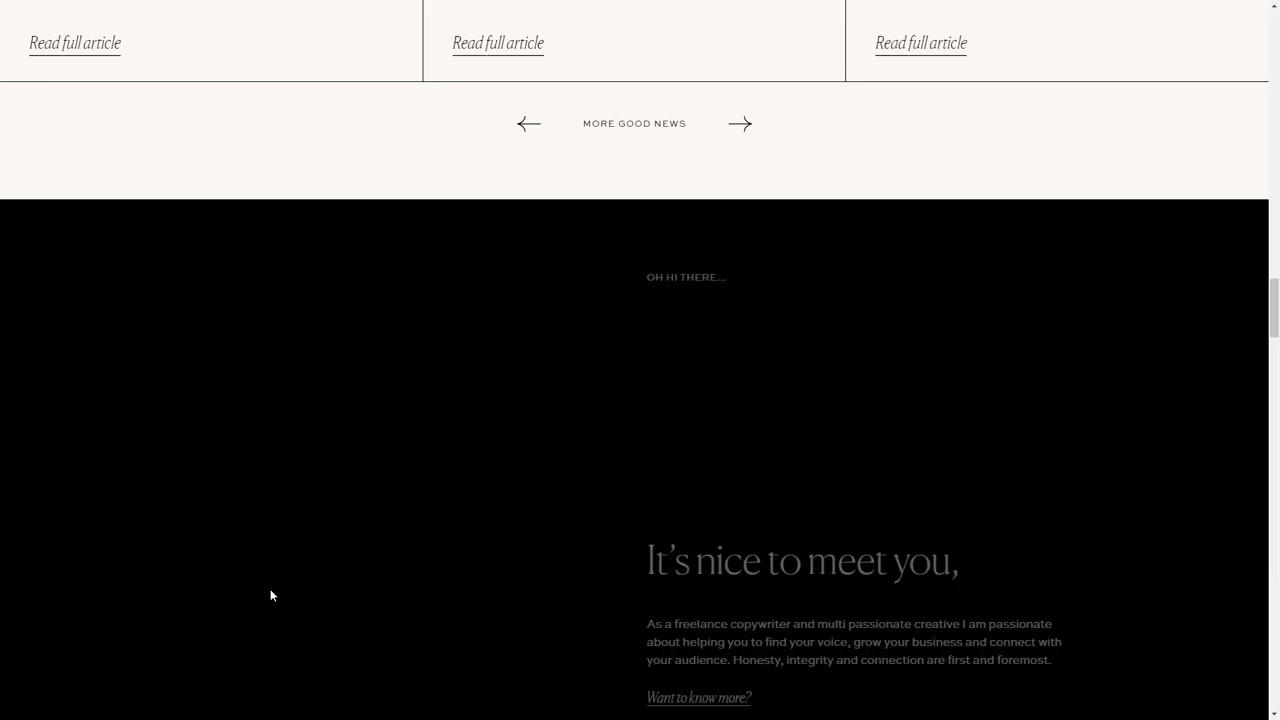 Read full article
Read full article
Read full article
MORE GOOD NEWS
OH HI THERE...
It’s nice to meet you,
As a freelance copywriter and multi passionate creative I am passionate
about helping you to find your voice, grow your business and connect with
your audience. Honesty, integrity and connection are first and foremost.
Want to know more?